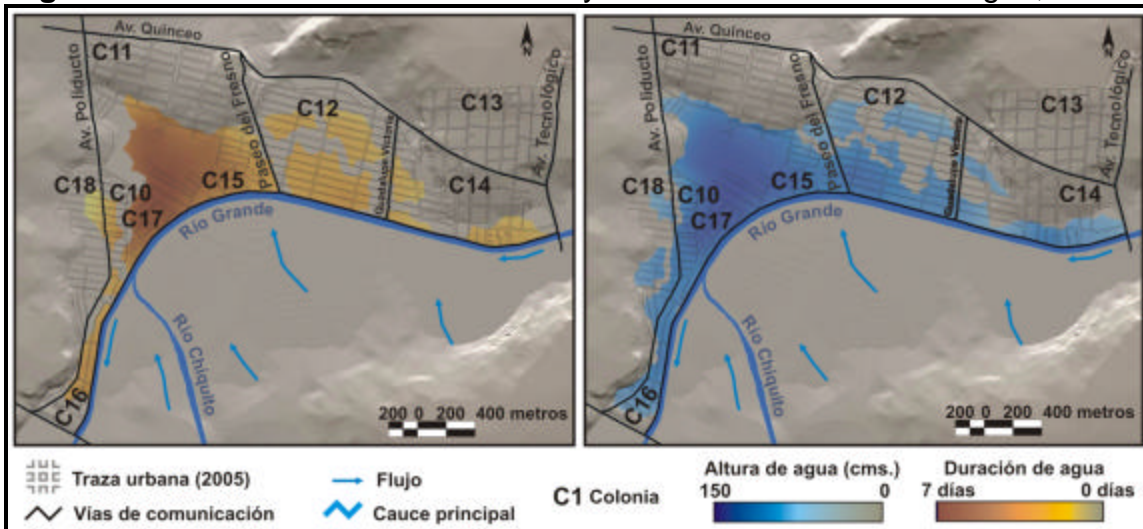 Av. Quinceo
C11
Av. Poliducto
Paseo del Fresno
C12
C13
Av. Tecnológico
Guadalupe Victoria
C14
C18
C10
C15
C17
Río Grande
Río Chiquito
C16
N
200 0 200 400 metros
Av. Quinceo
C11
Av. Poliducto
Paseo del Fresno
C12
C13
Av. Tecnológico
Guadalupe Victoria
C14
C18
C10
C15
C17
Río Grande
Río Chiquito
C16
N
200 0 200 400 metros
Traza urbana (2005)
Vías de comunicación
Flujo
Cauce principal
C1 Colonia
Altura de agua (cms.)
150 0
Duración de agua
7 días 0 días